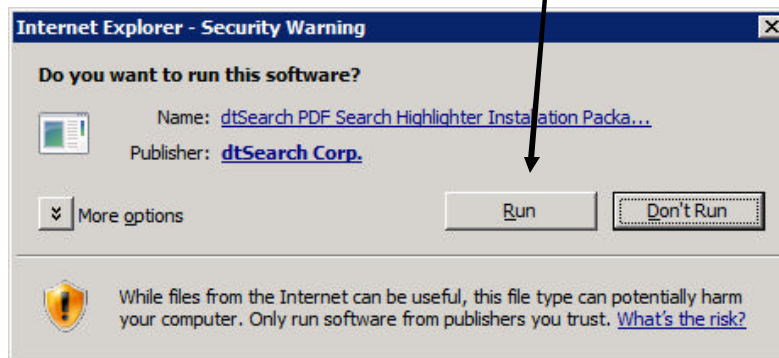 Internet Explorer - Security Warning
Do you want to run this software?
Name: dtSearch PDF Search Highlighter Installation Packa...
Publisher: dtSearch Corp.
More options
Run
Don't Run
While files from the Internet can be useful, this file type can potentially harm
your computer. Only run software from publishers you trust. What's the risk?